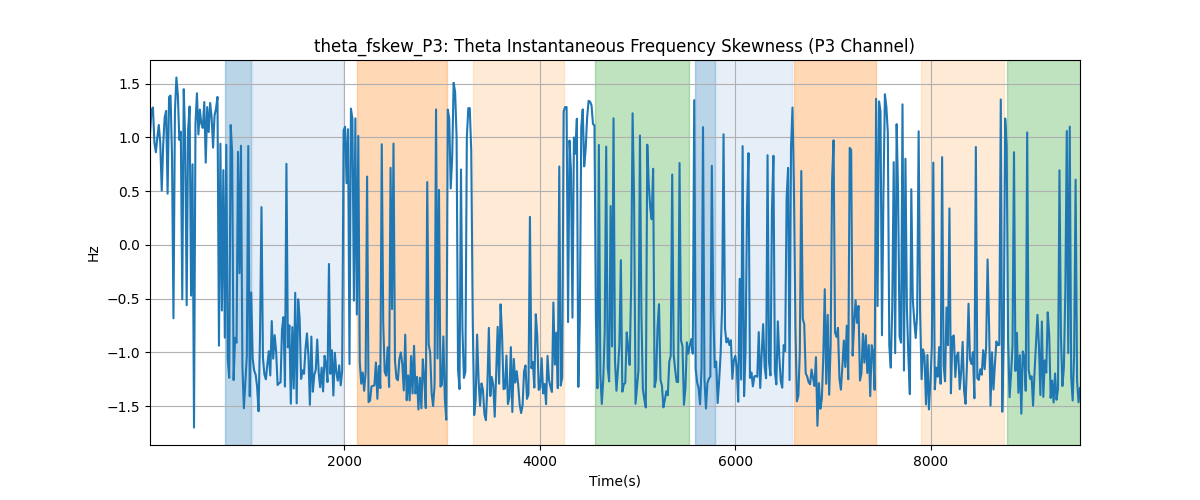 theta_fskew_P3: Theta Instantaneous Frequency Skewness (P3 Channel)
1.5
1.0
0.5
0.0
−0.5
−1.0
−1.5
Hz
2000 4000 6000 8000
Time(s)